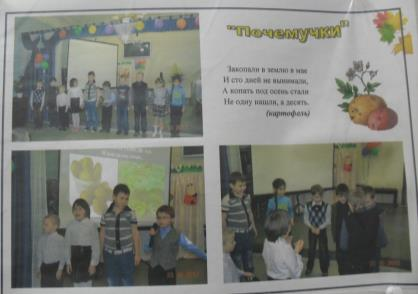 "Почемучки"
Закопали в землю в мае
И сто дней не вынимали,
А копать под осень стали
Не одну нашли, а десять.
(картофель)